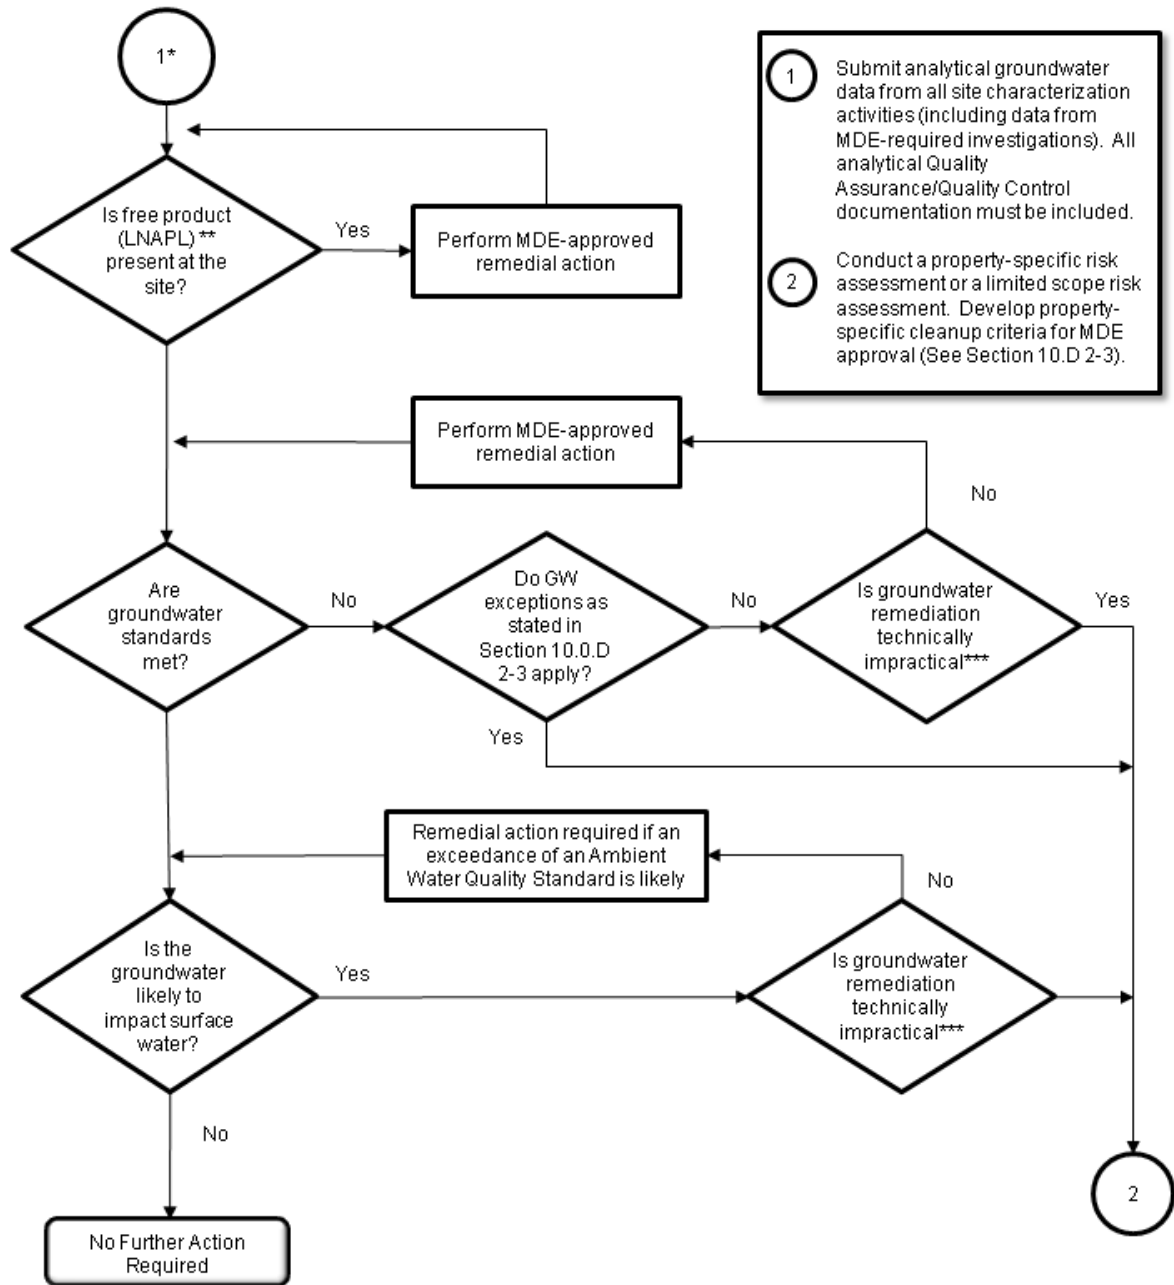 1*
1
Submit analytical groundwater
data from all site characterization
activities (including data from
MDE-required investigations). All
analytical Quality
Assurance/Quality Control
documentation must be included.
2
Conduct a property-specific risk
assessment or a limited scope risk
assessment. Develop property-
specific cleanup criteria for MDE
approval (See Section 10.D 2-3).
Is free product
(LNAPL) **
present at the
site?
Yes
Perform MDE-approved
remedial action
Perform MDE-approved
remedial action
No
Are
groundwater
standards
met?
No
Do GW
exceptions as
stated in
Section 10.0.D
2-3 apply?
No
Is groundwater
remediation
technically
impractical***
Yes
Yes
Remedial action required if an
exceedance of an Ambient
Water Quality Standard is likely
No
Is the
groundwater
likely to
impact surface
water?
Yes
Is groundwater
remediation
technically
impractical***
No
2
No Further Action
Required